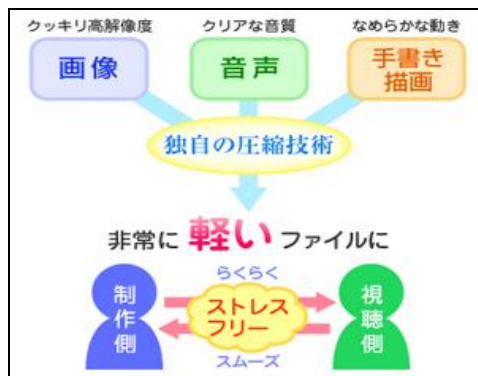 クッキリ高解像度
クリアな音質
なめらかな動き
画像
音声
手書き
描画
独自の圧縮技術
非常に軽いファイルに
らくらく
制作側
ストレス
フリー
視聴側
スムーズ